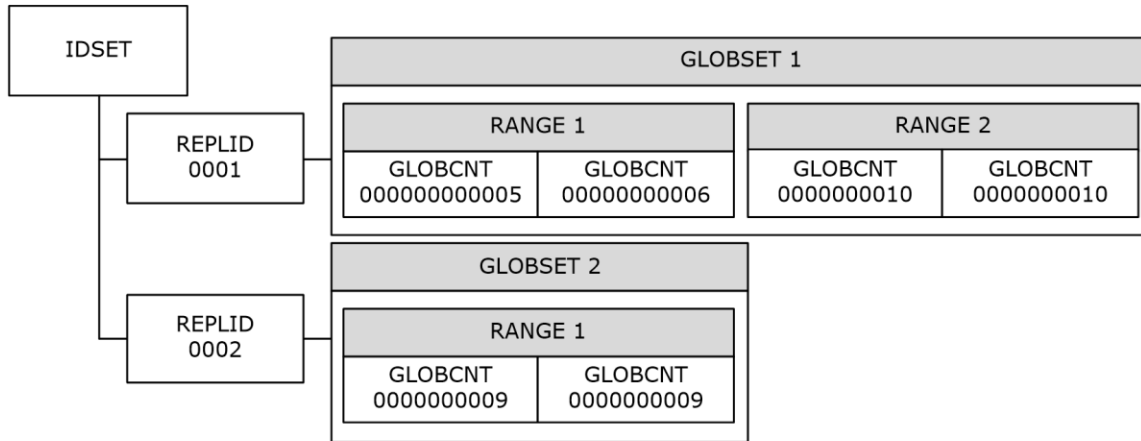 IDSET
GLOBSET 1
REPLID
0001
RANGE 1
GLOBCNT
000000000005
GLOBCNT
00000000006
RANGE 2
GLOBCNT
0000000010
GLOBCNT
0000000010
GLOBSET 2
REPLID
0002
RANGE 1
GLOBCNT
0000000009
GLOBCNT
0000000009